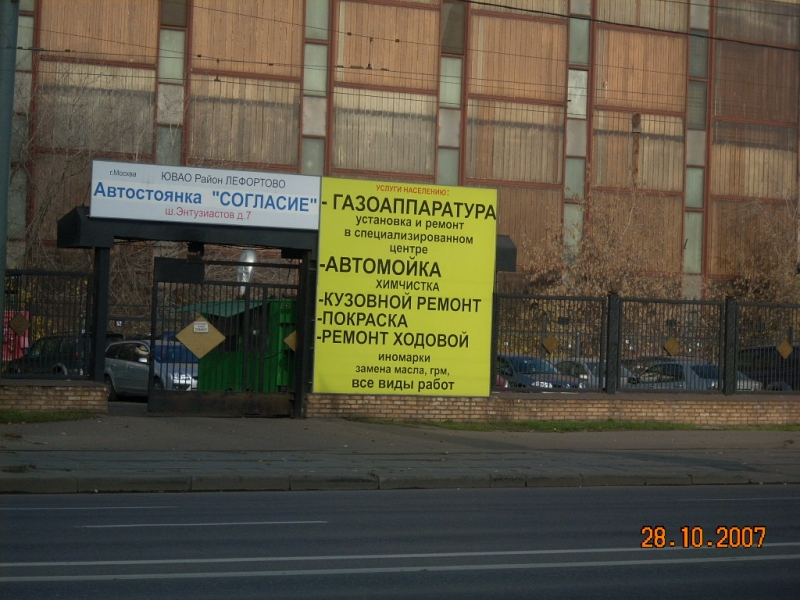 г.Москва
ЮВАО Район ЛЕФОРТОВО
Автостоянка "СОГЛАСИЕ"
ш.Энтузиастов д.7
УСЛУГИ НАСЕЛЕНИЮ:
- ГАЗОАППАРАТУРА
установка и ремонт
в специализированном
центре
-АВТОМОЙКА
ХИМЧИСТКА
-КУЗОВНОЙ РЕМОНТ
-ПОКРАСКА
-РЕМОНТ ХОДОВОЙ
иномарки
замена масла, грм,
все виды работ
28.10.2007